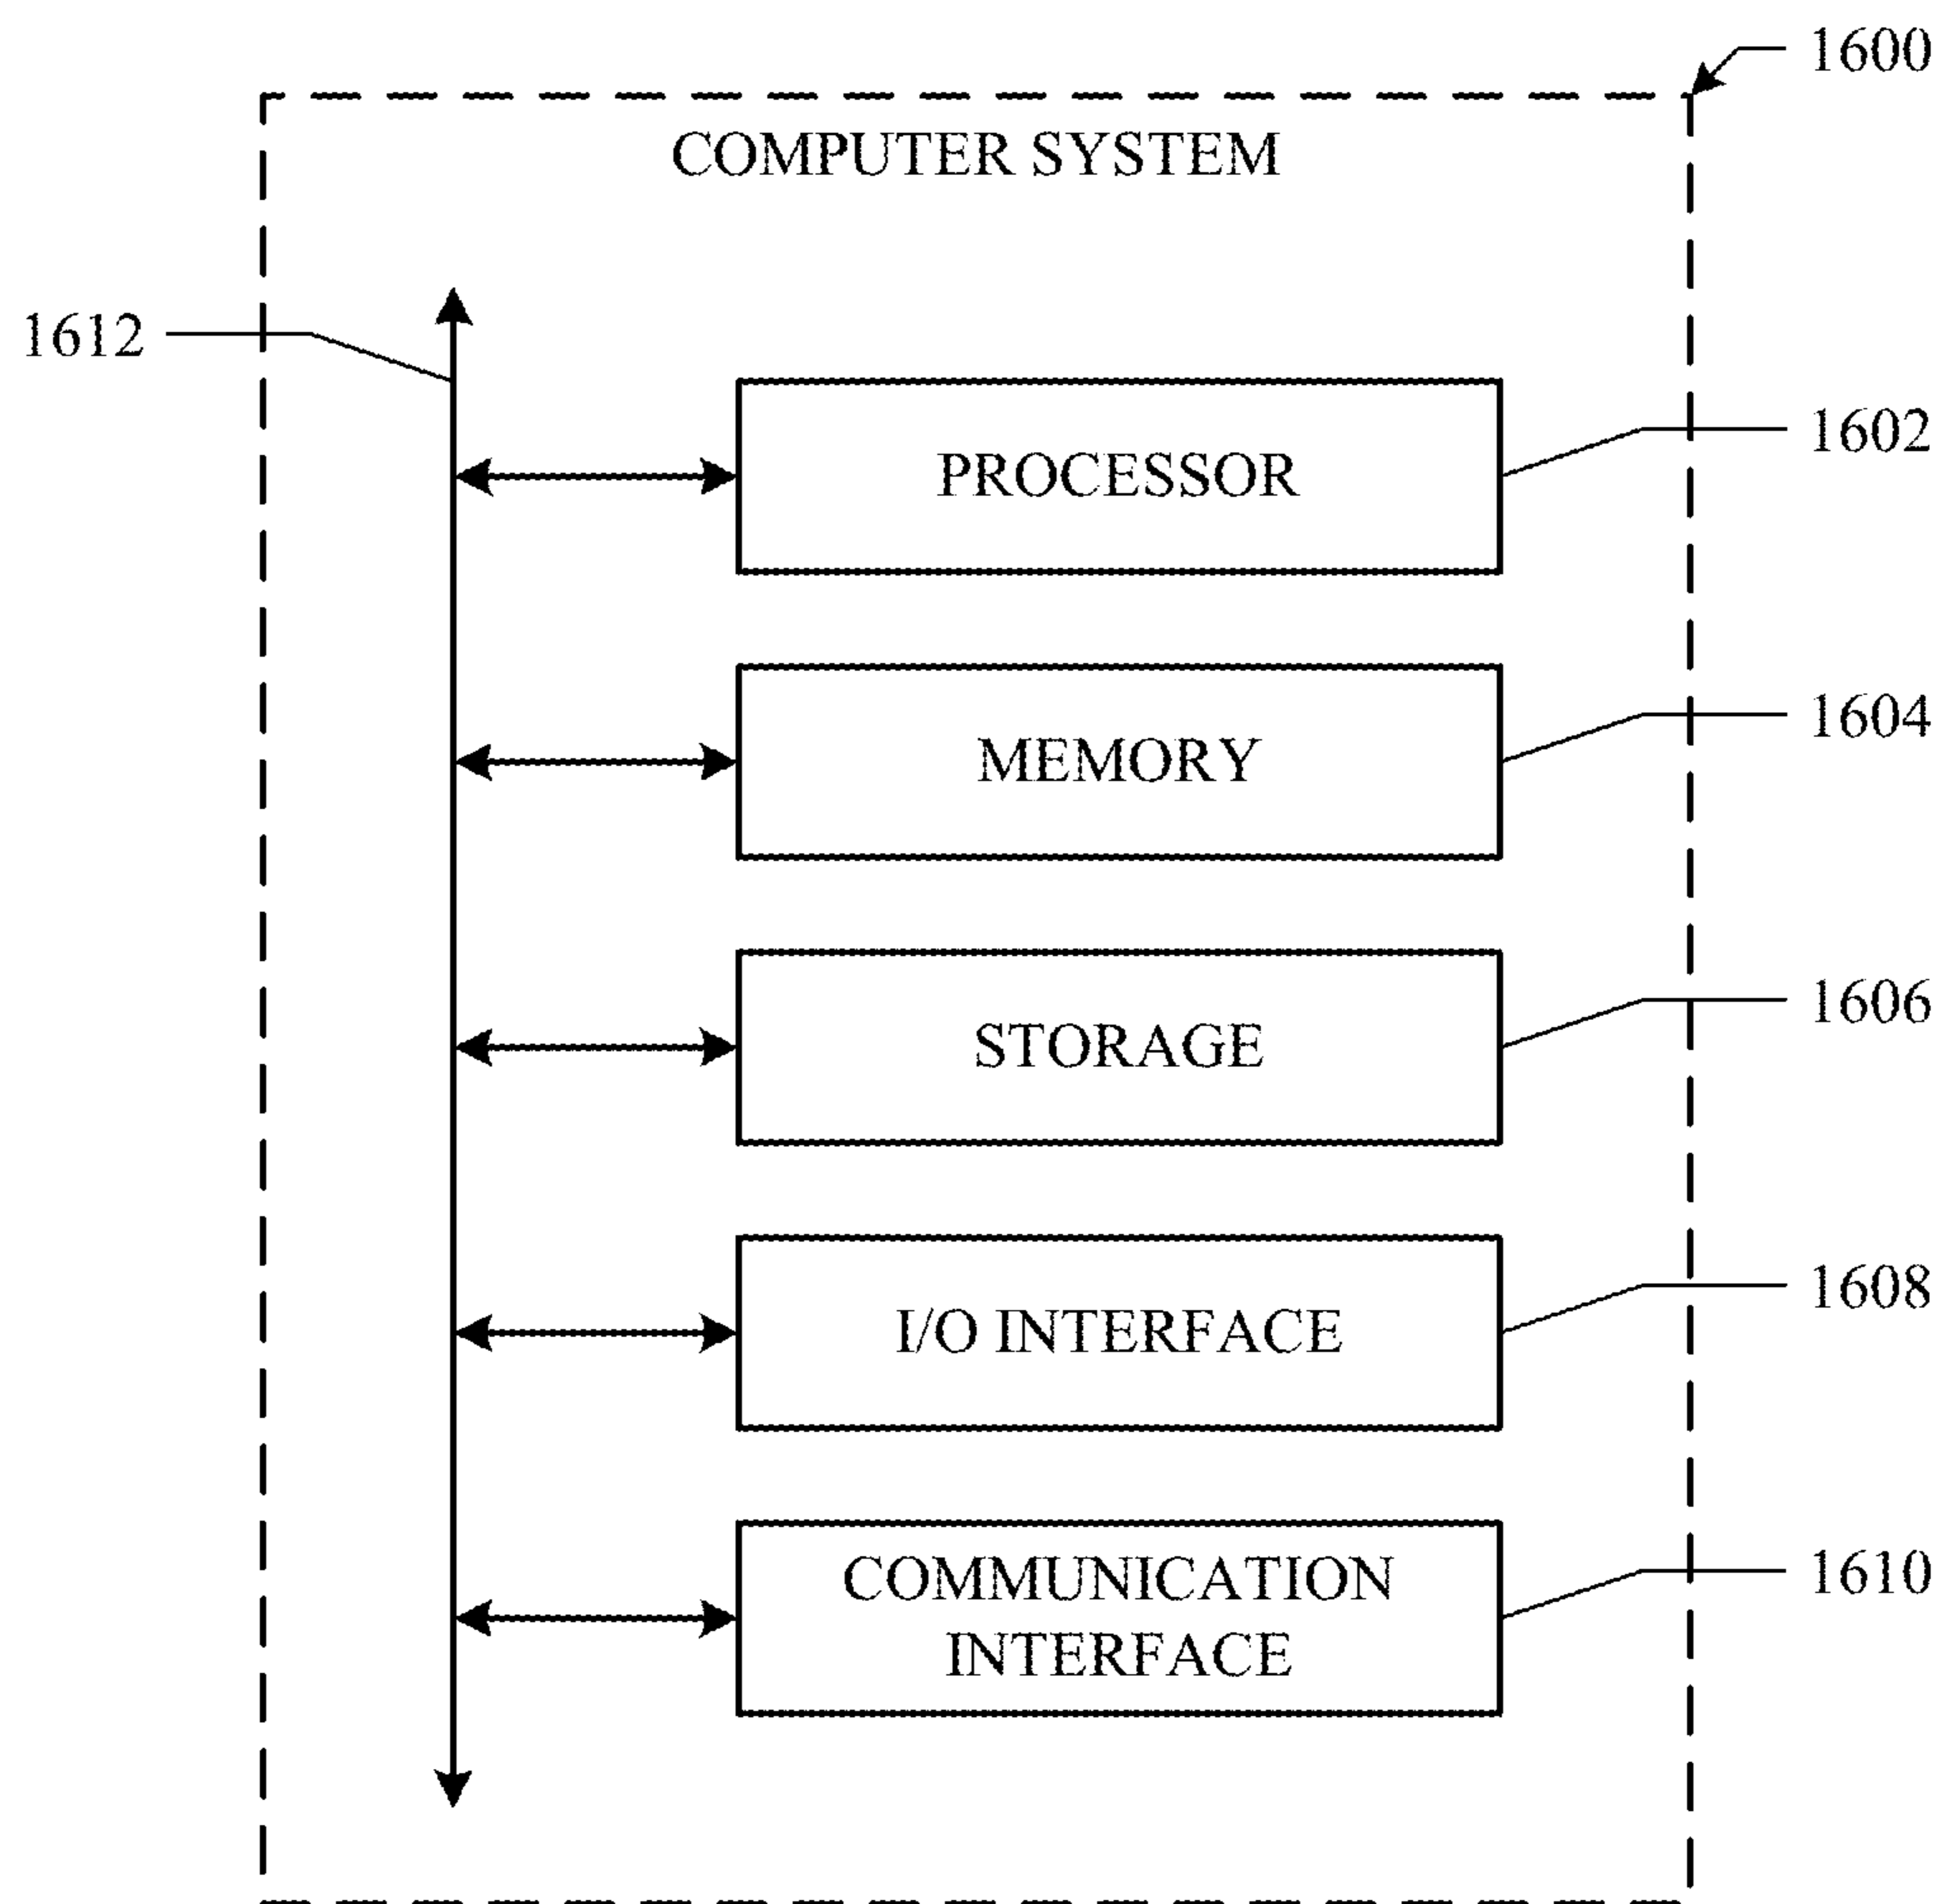 1600
COMPUTER SYSTEM
1612
PROCESSOR
1602
MEMORY
1604
STORAGE
1606
I/O INTERFACE
1608
COMMUNICATION
INTERFACE
1610